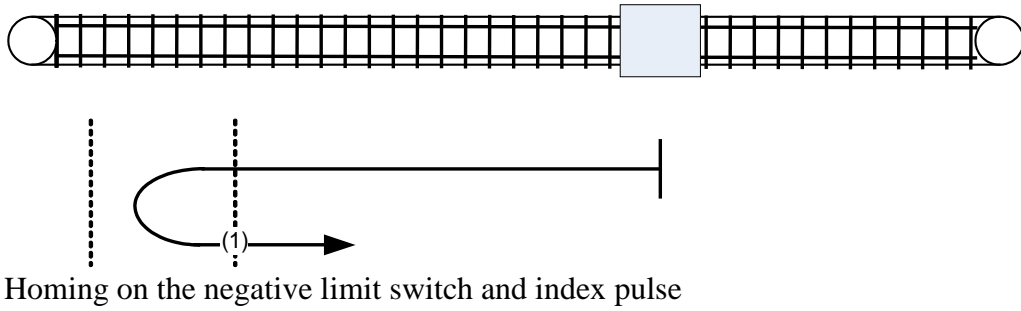 (1)
Homing on the negative limit switch and index pulse